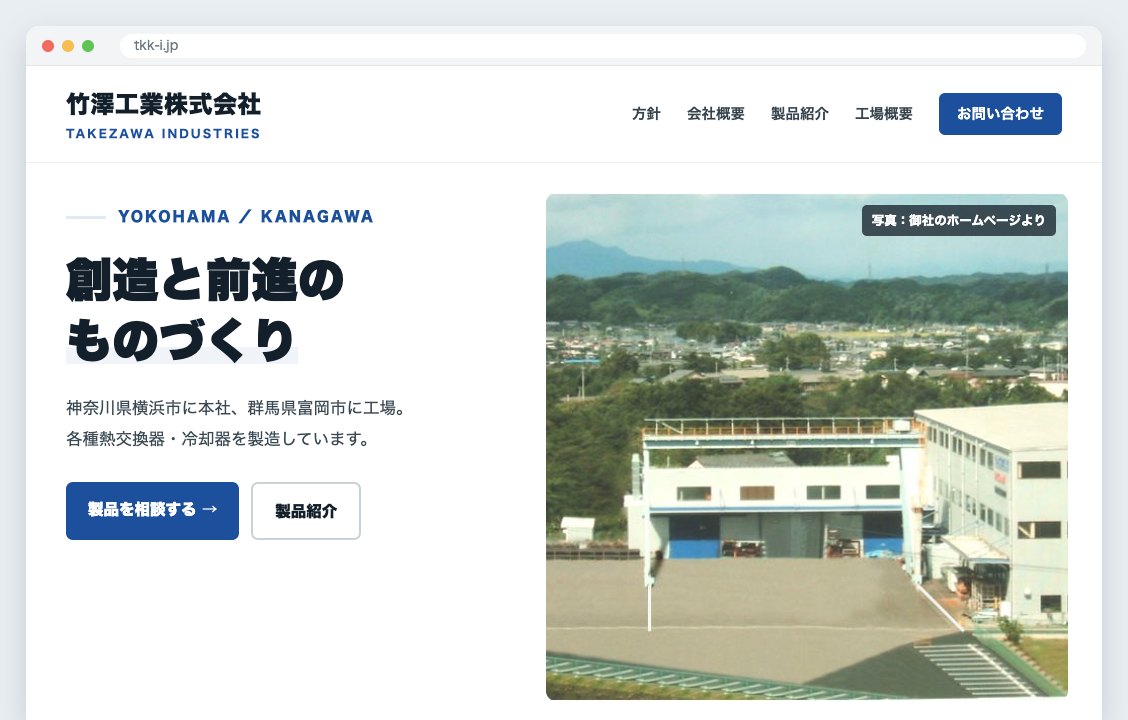 tkk-i.jp
竹澤工業株式会社
TAKEZAWA INDUSTRIES
方針 会社概要 製品紹介 工場概要 お問い合わせ
YOKOHAMA ／ KANAGAWA
創造と前進の
ものづくり
神奈川県横浜市に本社、群馬県富岡市に工場。
各種熱交換器・冷却器を製造しています。
製品を相談する →
製品紹介
写真：御社のホームページより